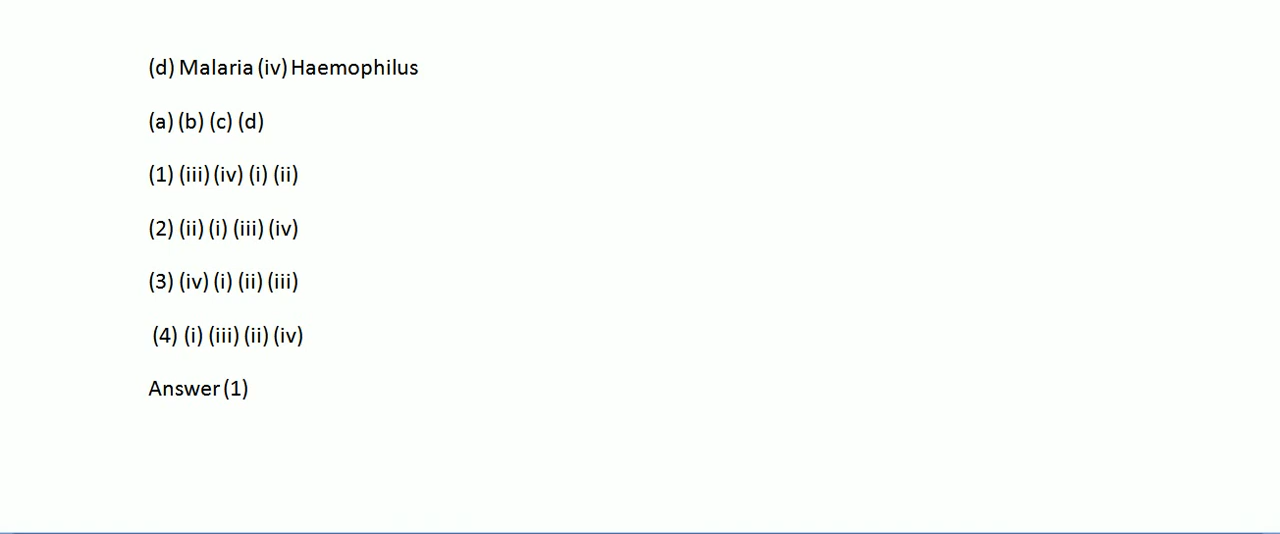 (d) Malaria (iv) Haemophilus
(a) (b) (c) (d)
(1) (iii) (iv) (i) (ii)
(2) (ii) (i) (iii) (iv)
(3) (iv) (i) (ii) (iii)
(4) (i) (iii) (ii) (iv)
Answer (1)